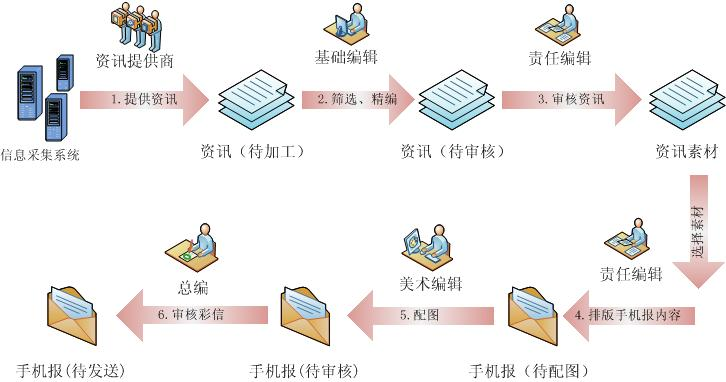 资讯提供商
基础编辑
责任编辑
1.提供资讯
2.筛选、精编
3.审核资讯
信息采集系统
资讯（待加工）
资讯（待审核）
资讯素材
选择素材
总编
美术编辑
责任编辑
6.审核彩信
5.配图
4.排版手机报内容
手机报(待发送)
手机报(待审核)
手机报（待配图）